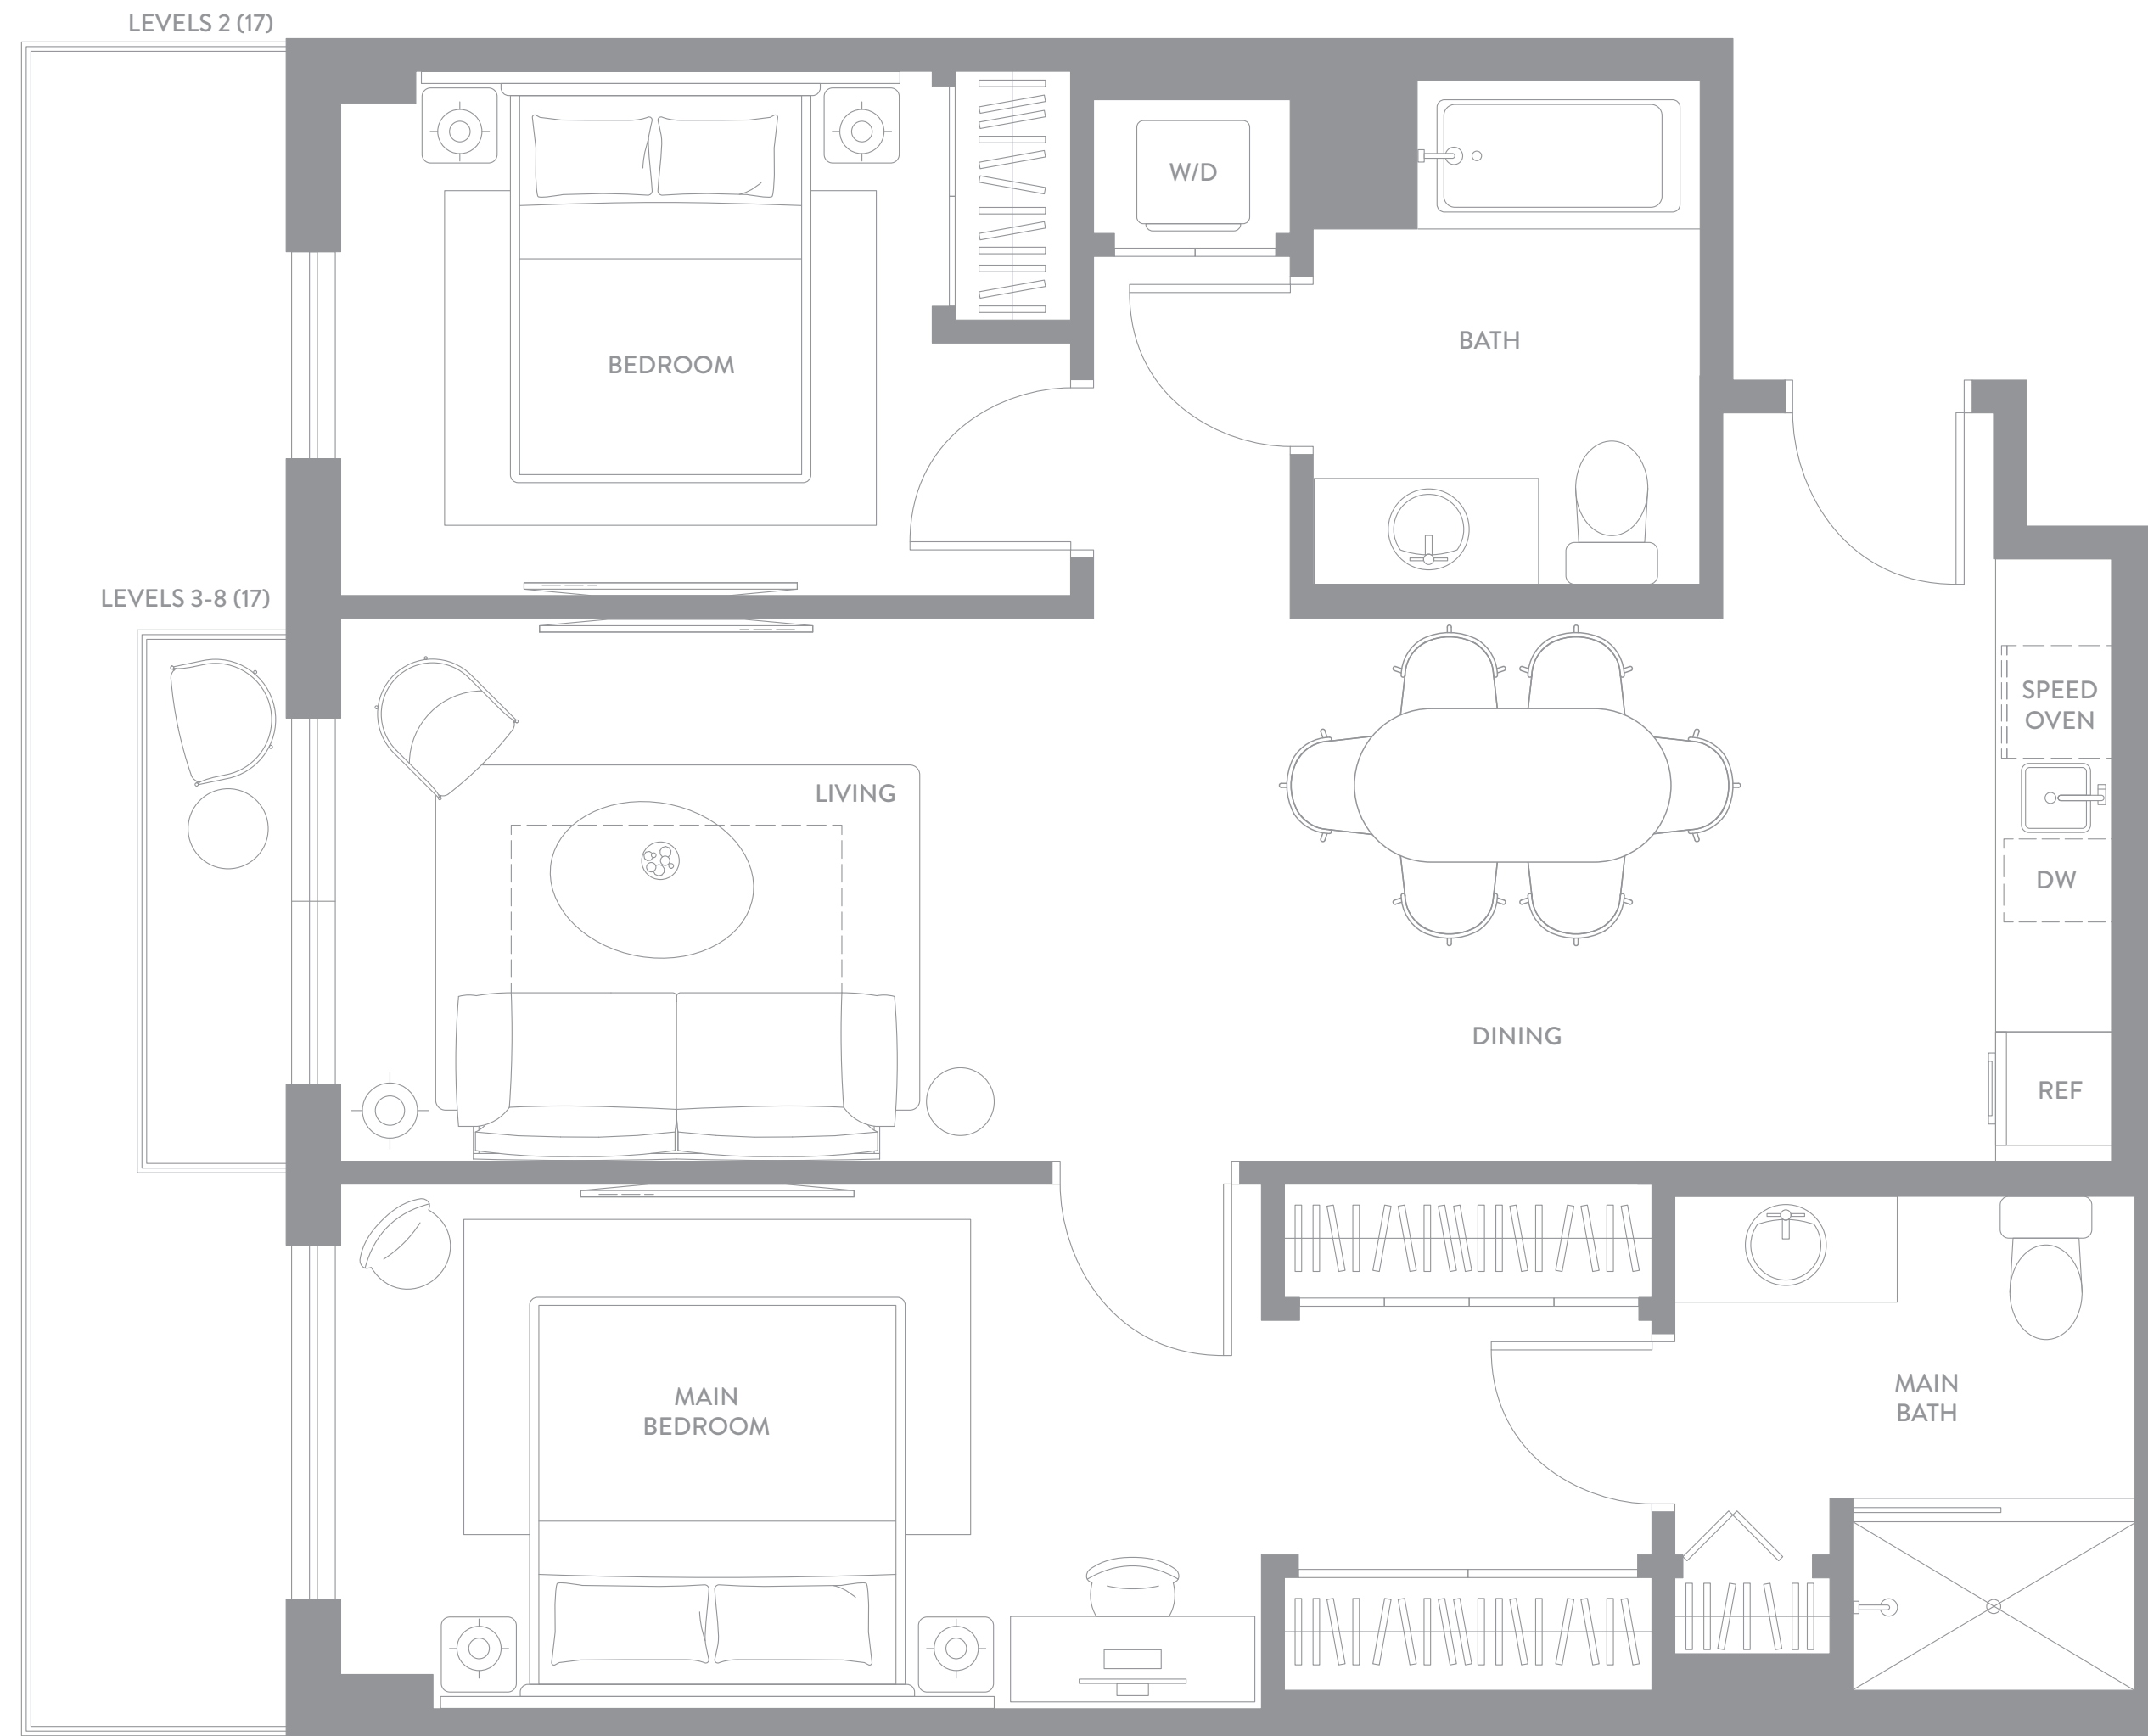 LEVELS 2 (17)
W/D
BATH
BEDROOM
LEVELS 3-8 (17)
SPEED
OVEN
LIVING
DW
DINING
REF
MAIN
BEDROOM
MAIN
BATH